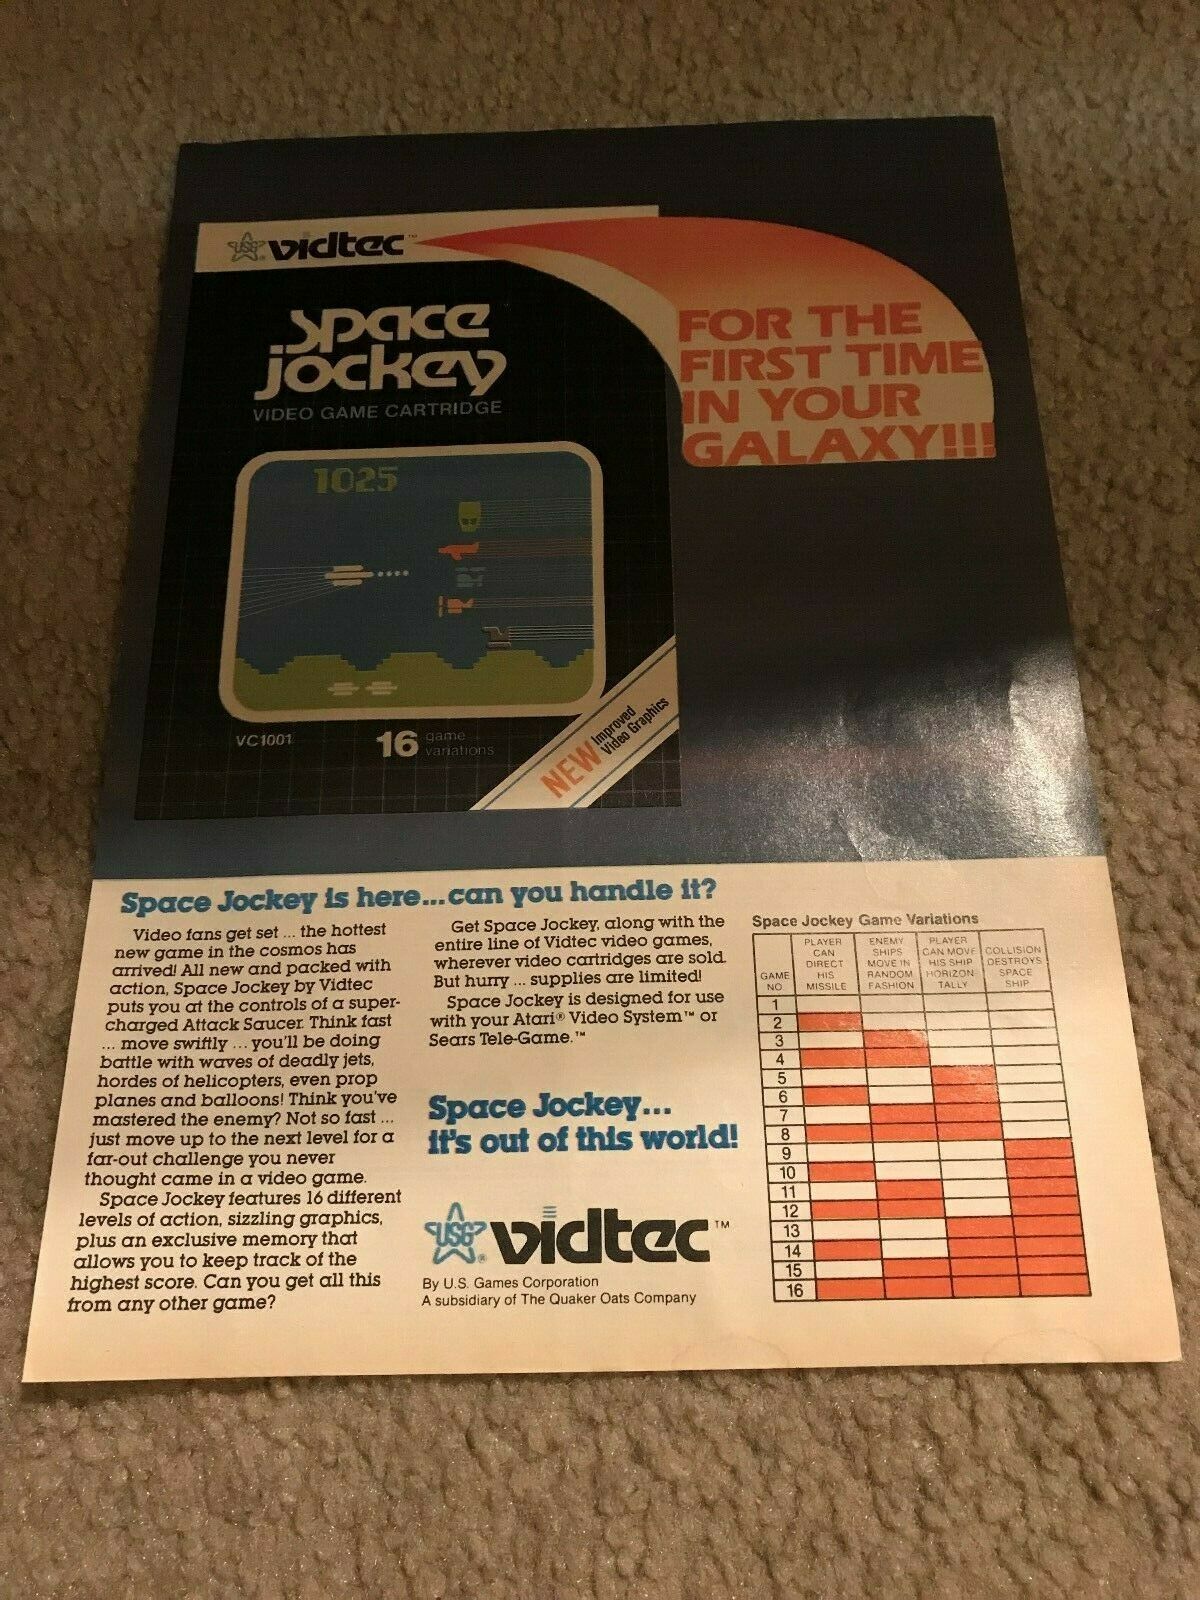 USG vidtec™
space
jockey
VIDEO GAME CARTRIDGE
FOR THE
FIRST TIME
IN YOUR
GALAXY!!!
1025
VC1001
16 game
variations
NEW Improved
Video Graphics
Space Jockey is here...can you handle it?
Video fans get set ... the hottest
new game in the cosmos has
arrived! All new and packed with
action, Space Jockey by Vidtec
puts you at the controls of a super-
charged Attack Saucer. Think fast
... move swiftly ... you'll be doing
battle with waves of deadly jets,
hordes of helicopters, even prop
planes and balloons! Think you've
mastered the enemy? Not so fast ...
just move up to the next level for a
far-out challenge you never
thought came in a video game.
Space Jockey features 16 different
levels of action, sizzling graphics,
plus an exclusive memory that
allows you to keep track of the
highest score. Can you get all this
from any other game?
Get Space Jockey, along with the
entire line of Vidtec video games,
wherever video cartridges are sold.
But hurry ... supplies are limited!
Space Jockey is designed for use
with your Atari® Video System™ or
Sears Tele-Game.™
Space Jockey...
it's out of this world!
USG® vidtec™
By U.S. Games Corporation
A subsidiary of The Quaker Oats Company
Space Jockey Game Variations
GAME
NO
PLAYER
CAN
DIRECT
HIS
MISSILE
ENEMY
SHIPS
MOVE IN
RANDOM
FASHION
PLAYER
CAN MOVE
HIS SHIP
HORIZON-
TALLY
COLLISION
DESTROYS
SPACE
SHIP
1
2
3
4
5
6
7
8
9
10
11
12
13
14
15
16